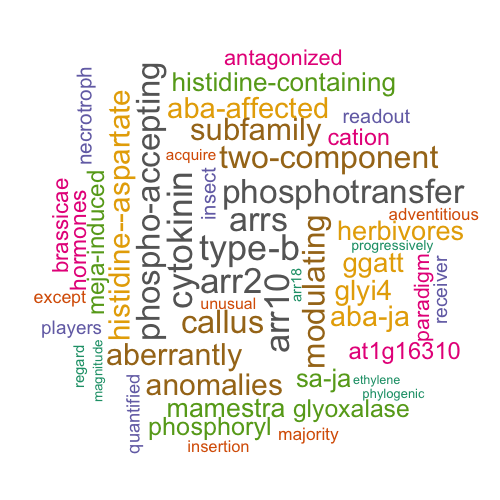 antagonized
histidine-containing
aba-affected
readout
subfamily
cation
necrotroph
histidine---aspartate
phospho-accepting
acquire
two-component
insect
phosphotransfer
brassicae
hormones
meja-induced
cytokinin
arrs
adventitious
herbivores
type-b
progressively
modulating
ggatt
paradigm
receiver
arr2
arr10
arr18
glyi4
except
unusual
aba-ja
players
callus
at1g16310
aberrantly
regard
magnitude
anomalies
sa-ja
ethylene
phylogenic
quantified
mamestra
glyoxalase
phosphoryl
majority
insertion